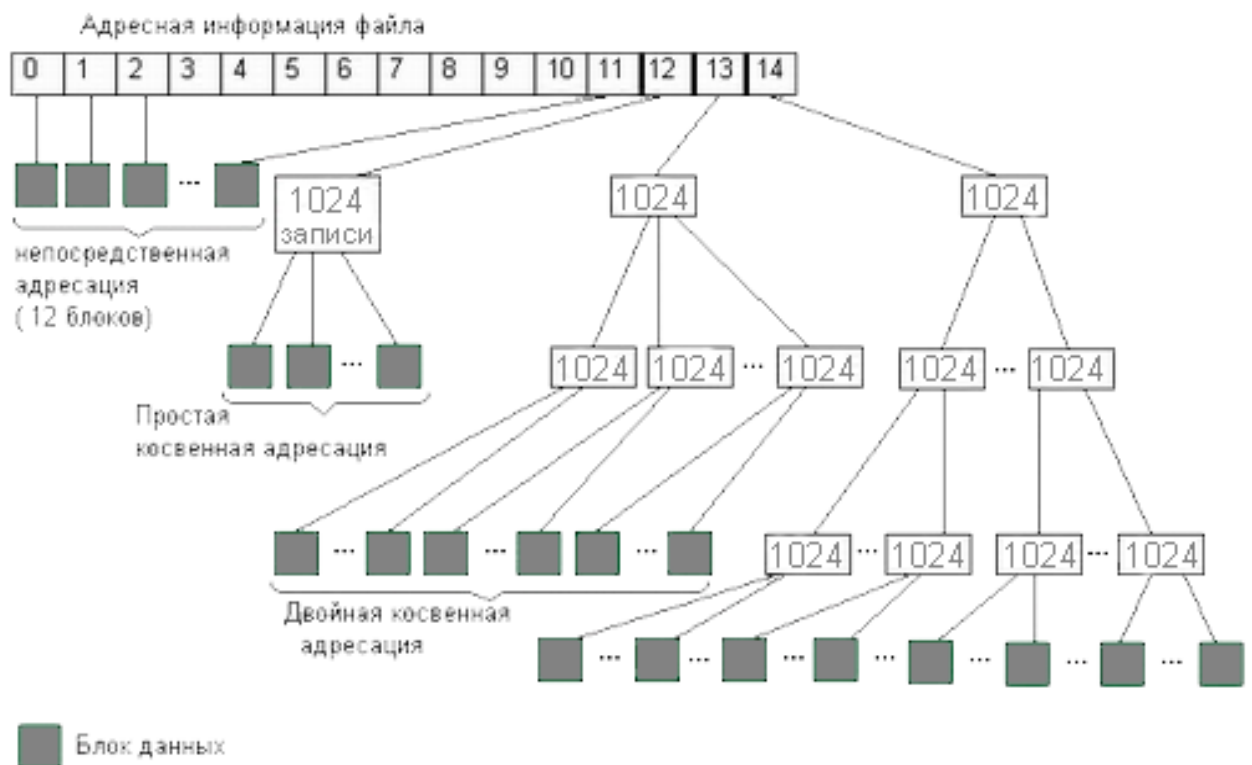 Адресная информация файла
0 1 2 3 4 5 6 7 8 9 10 11 12 13 14
...
1024
записи
1024
1024
непосредственная
адресация
( 12 блоков)
... 
1024 1024 ... 1024
1024 ... 1024
Простая
косвенная адресация
... ... ...
1024 ... 1024 1024 ... 1024
Двойная косвенная
адресация
... ... ... ... ... ... ...
Блок данных